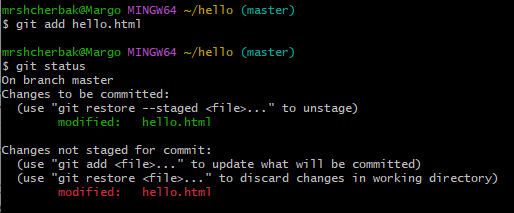 mrshcherbak@Margo MINGW64 ~/hello (master)
$ git add hello.html

mrshcherbak@Margo MINGW64 ~/hello (master)
$ git status
On branch master
Changes to be committed:
  (use "git restore --staged <file>..." to unstage)
        modified:   hello.html

Changes not staged for commit:
  (use "git add <file>..." to update what will be committed)
  (use "git restore <file>..." to discard changes in working directory)
        modified:   hello.html